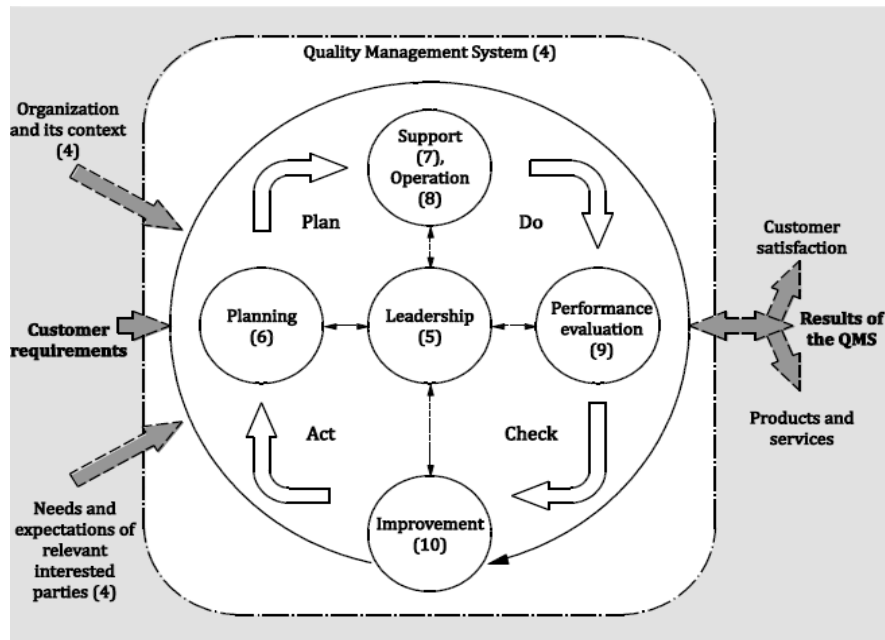 Quality Management System (4)
Organization
and its context
(4)
Support
(7),
Operation
(8)
Plan
Do
Customer
satisfaction
Planning
(6)
Leadership
(5)
Performance
evaluation
(9)
Customer
requirements
Results of
the QMS
Act
Check
Products and
services
Needs and
expectations of
relevant
interested
parties (4)
Improvement
(10)